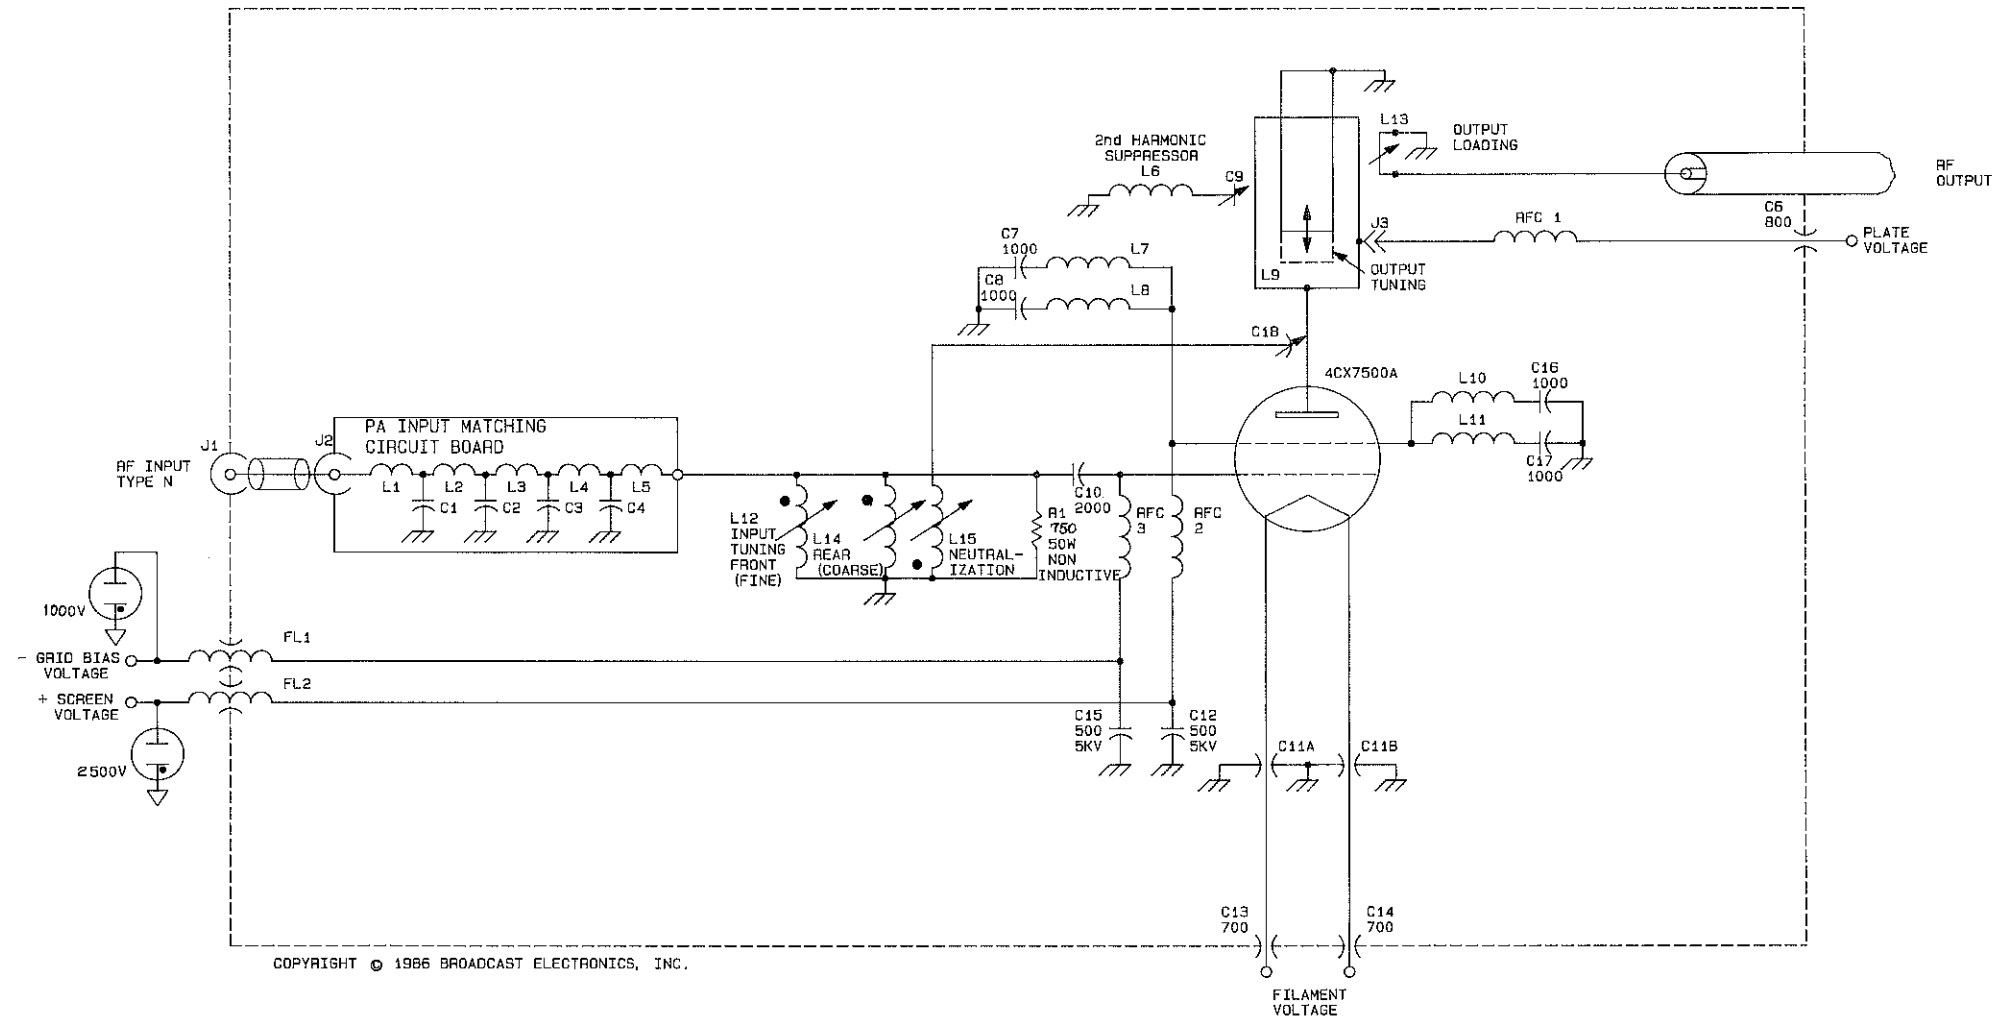 L13
OUTPUT
LOADING
2nd HARMONIC
SUPPRESSOR
L6
C9
RF
OUTPUT
C6
800
RFC 1
J3
PLATE
VOLTAGE
C7
1000
L7
C8
1000
L8
L9
OUTPUT
TUNING
C18
4CX7500A
L10
C16
1000
L11
C17
1000
PA INPUT MATCHING
CIRCUIT BOARD
J1
J2
RF INPUT
TYPE N
L1
L2
L3
L4
L5
C1
C2
C3
C4
L12
INPUT
TUNING
FRONT
(FINE)
L14
REAR
(COARSE)
L15
NEUTRAL-
IZATION
R1
750
50W
NON
INDUCTIVE
C10
2000
RFC
3
RFC
2
1000V
FL1
- GRID BIAS
VOLTAGE
FL2
+ SCREEN
VOLTAGE
2500V
C15
500
5KV
C12
500
5KV
C11A
C11B
C13
700
C14
700
COPYRIGHT © 1986 BROADCAST ELECTRONICS, INC.
FILAMENT
VOLTAGE